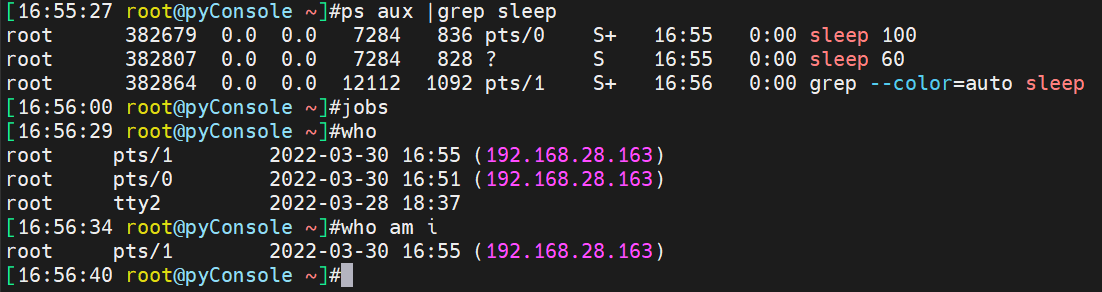 [16:55:27 root@pyConsole ~]#ps aux |grep sleep
root      382679  0.0  0.0   7284   836 pts/0    S+   16:55   0:00 sleep 100
root      382807  0.0  0.0   7284   828 ?        S    16:55   0:00 sleep 60
root      382864  0.0  0.0  12112  1092 pts/1    S+   16:56   0:00 grep --color=auto sleep
[16:56:00 root@pyConsole ~]#jobs
[16:56:29 root@pyConsole ~]#who
root     pts/1        2022-03-30 16:55 (192.168.28.163)
root     pts/0        2022-03-30 16:51 (192.168.28.163)
root     tty2         2022-03-28 18:37
[16:56:34 root@pyConsole ~]#who am i
root     pts/1        2022-03-30 16:55 (192.168.28.163)
[16:56:40 root@pyConsole ~]#